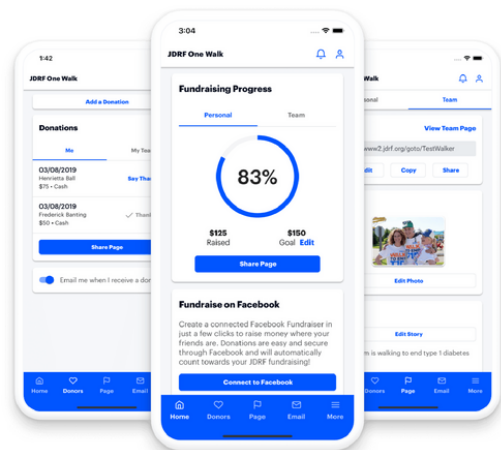 1:42
JDRF One Walk
Add a Donation
Donations
Me
My Tea
03/08/2019
Henrietta Ball
$75 • Cash
Say Tha
03/08/2019
Frederick Banting
$50 • Cash
✓ Than
Share Page
Email me when I receive a don
Home
Donors
Page
Email
3:04
JDRF One Walk
Fundraising Progress
Personal
Team
83%
$125
Raised
$150
Goal Edit
Share Page
Fundraise on Facebook
Create a connected Facebook Fundraiser in
just a few clicks to raise money where your
friends are. Donations are easy and secure
through Facebook and will automatically
count towards your JDRF fundraising!
Connect to Facebook
Home
Donors
Page
Email
More
Walk
sonal
Team
View Team Page
www2.jdrf.org/goto/TestWalker
dit
Copy
Share
Edit Photo
Edit Story
m is walking to end type 1 diabetes
Donors
Page
Email
More